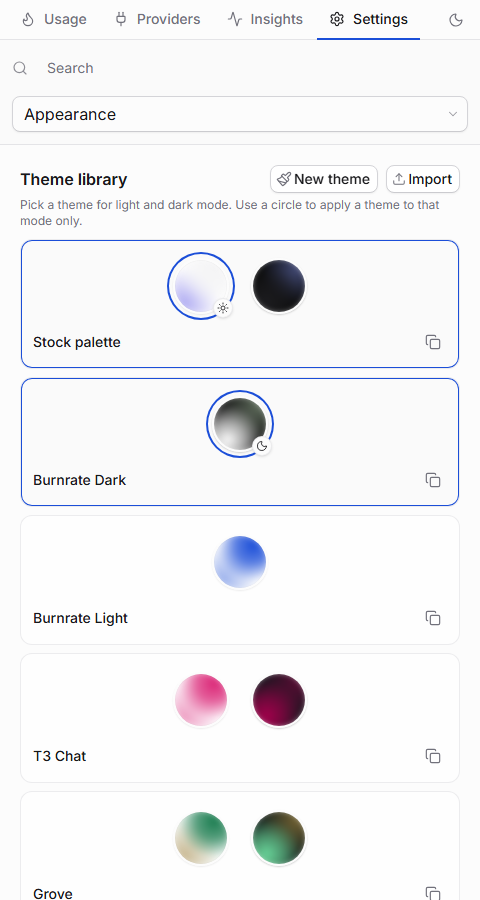 Usage
Providers
Insights
Settings
Search
Appearance
Theme library
New theme
Import
Pick a theme for light and dark mode. Use a circle to apply a theme to that
mode only.
Stock palette
Burnrate Dark
Burnrate Light
T3 Chat
Grove